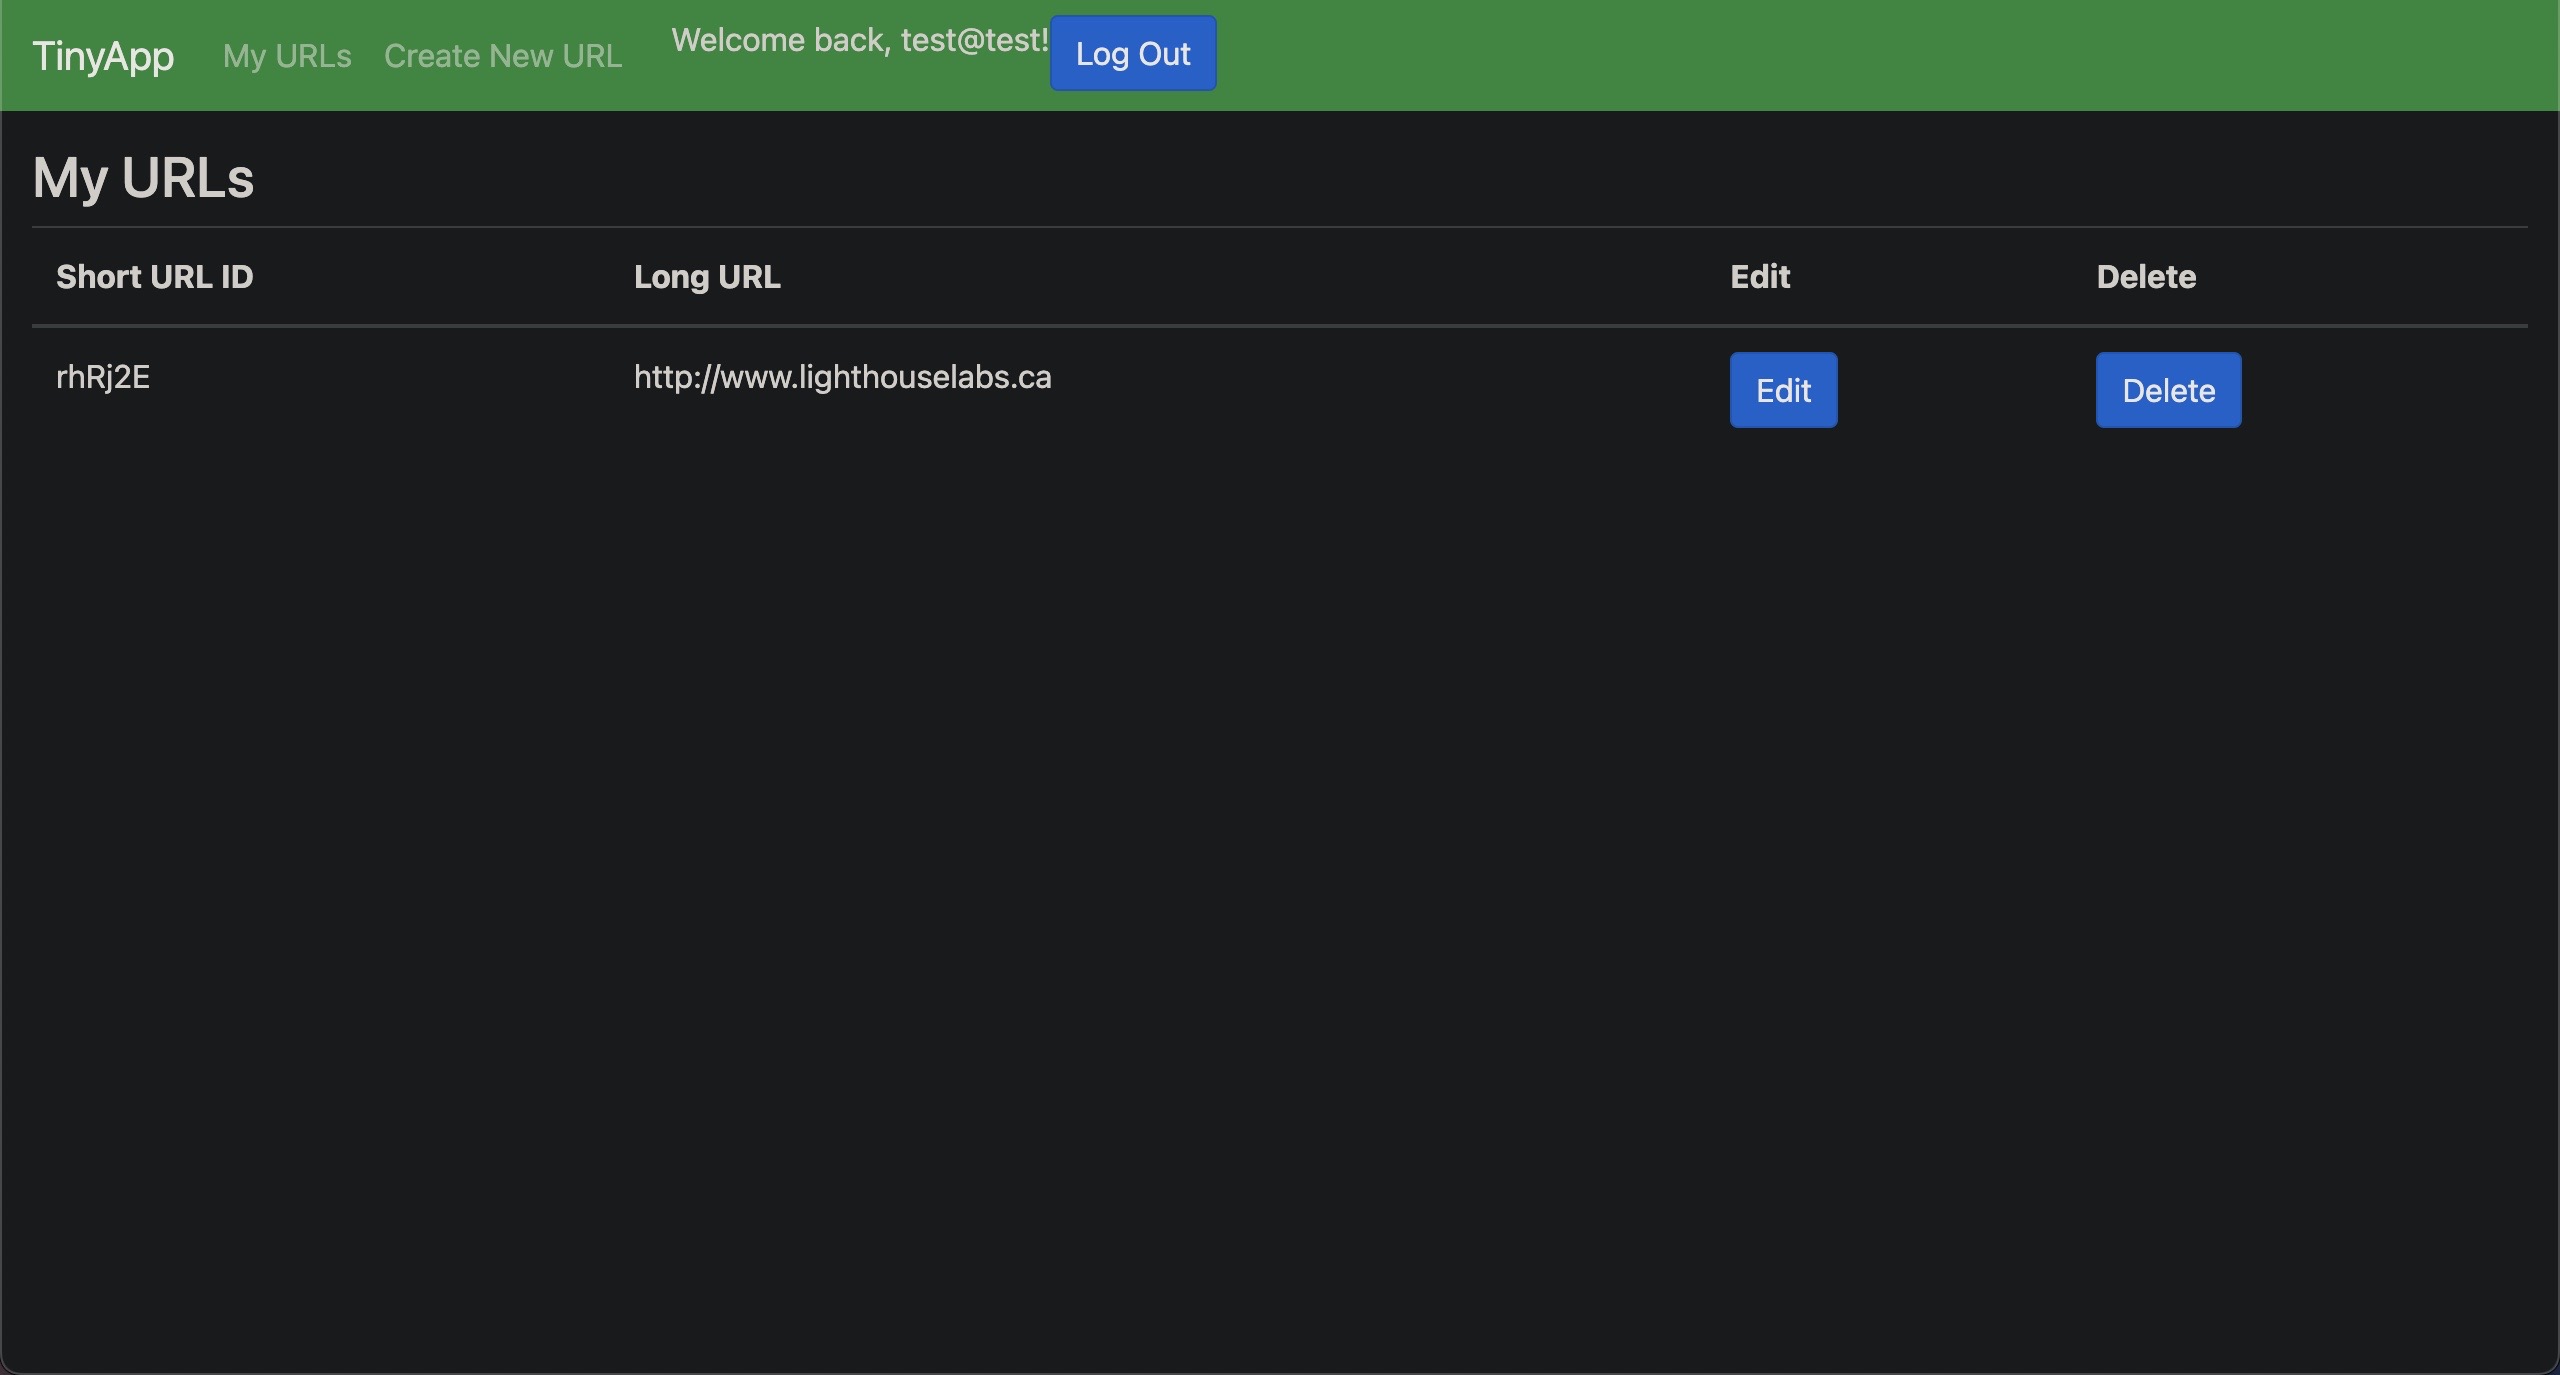 TinyApp My URLs Create New URL Welcome back, test@test! Log Out
My URLs
Short URL ID Long URL Edit Delete
rhRj2E http://www.lighthouselabs.ca Edit Delete